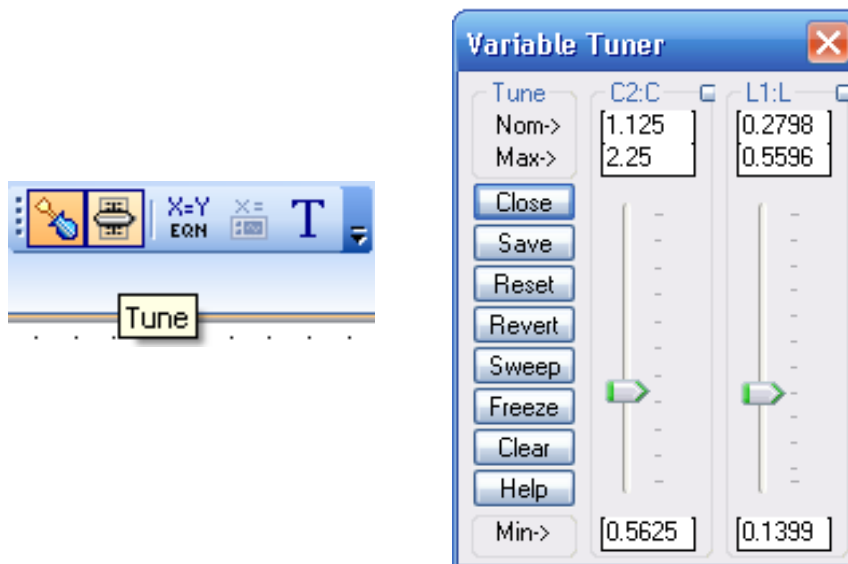 X=Y
EQN
X=
T
Tune
Variable Tuner
Tune
C2:C
L1:L
Nom->
1.125
0.2798
Max->
2.25
0.5596
Close
Save
Reset
Revert
Sweep
Freeze
Clear
Help
Min->
0.5625
0.1399